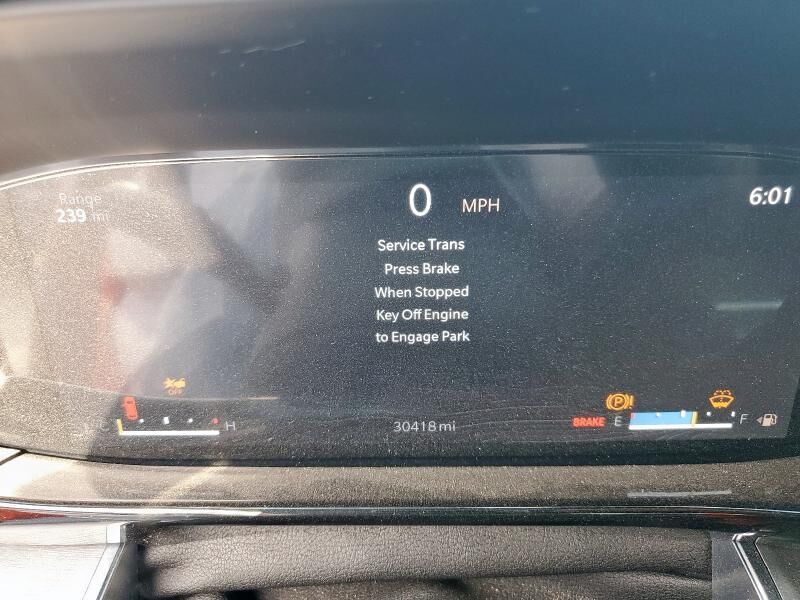 Range
239 mi
0 MPH
6:01
Service Trans
Press Brake
When Stopped
Key Off Engine
to Engage Park
OFF
C H
30418 mi
BRAKE
(P)!
E F